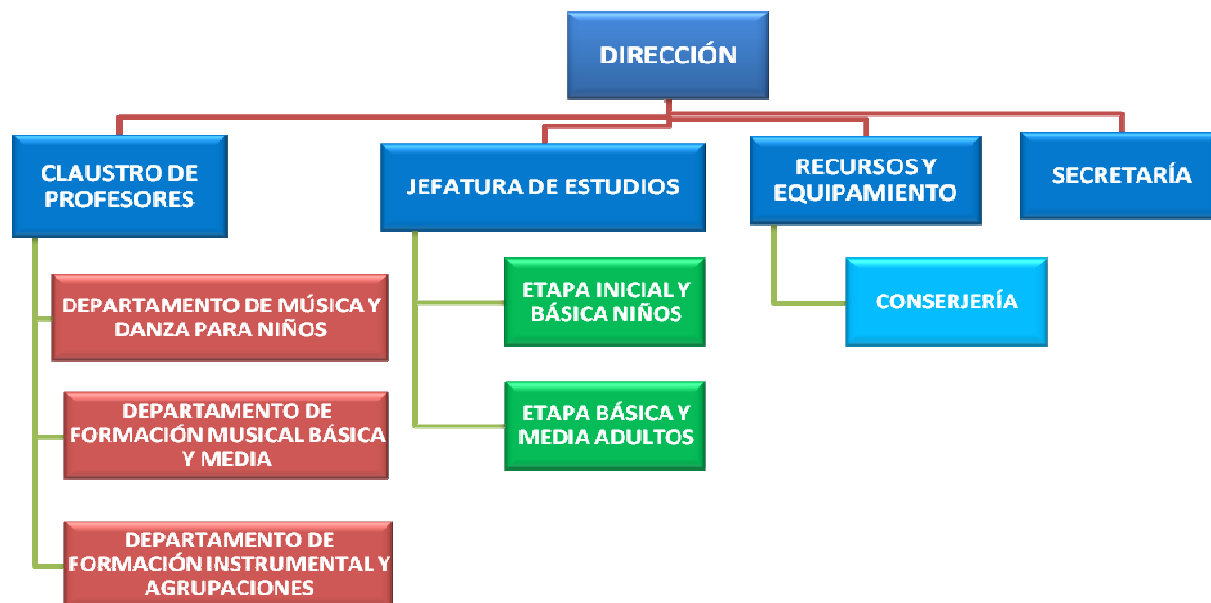 DIRECCIÓN
CLAUSTRO DE
PROFESORES
JEFATURA DE ESTUDIOS
RECURSOS Y
EQUIPAMIENTO
SECRETARÍA
DEPARTAMENTO DE MÚSICA Y
DANZA PARA NIÑOS
DEPARTAMENTO DE
FORMACIÓN MUSICAL BÁSICA
Y MEDIA
DEPARTAMENTO DE
FORMACIÓN INSTRUMENTAL Y
AGRUPACIONES
ETAPA INICIAL Y
BÁSICA NIÑOS
ETAPA BÁSICA Y
MEDIA ADULTOS
CONSERJERÍA